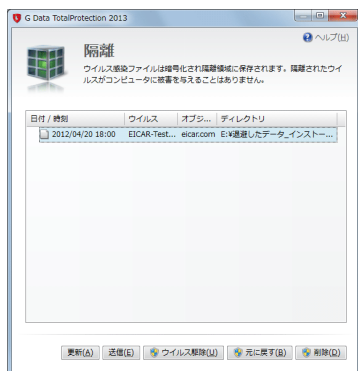 G Data TotalProtection 2013
ヘルプ(H)
隔離
ウイルス感染ファイルは暗号化され隔離領域に保存されます。隔離されたウイ
ルスがコンピュータに被害を与えることはありません。
日付 / 時刻 ウイルス オブジ... ディレクトリ
2012/04/20 18:00 EICAR-Test... eicar.com E:¥退避したデータ_インストー...
更新(A) 送信(E) ウイルス駆除(U) 元に戻す(B) 削除(D)